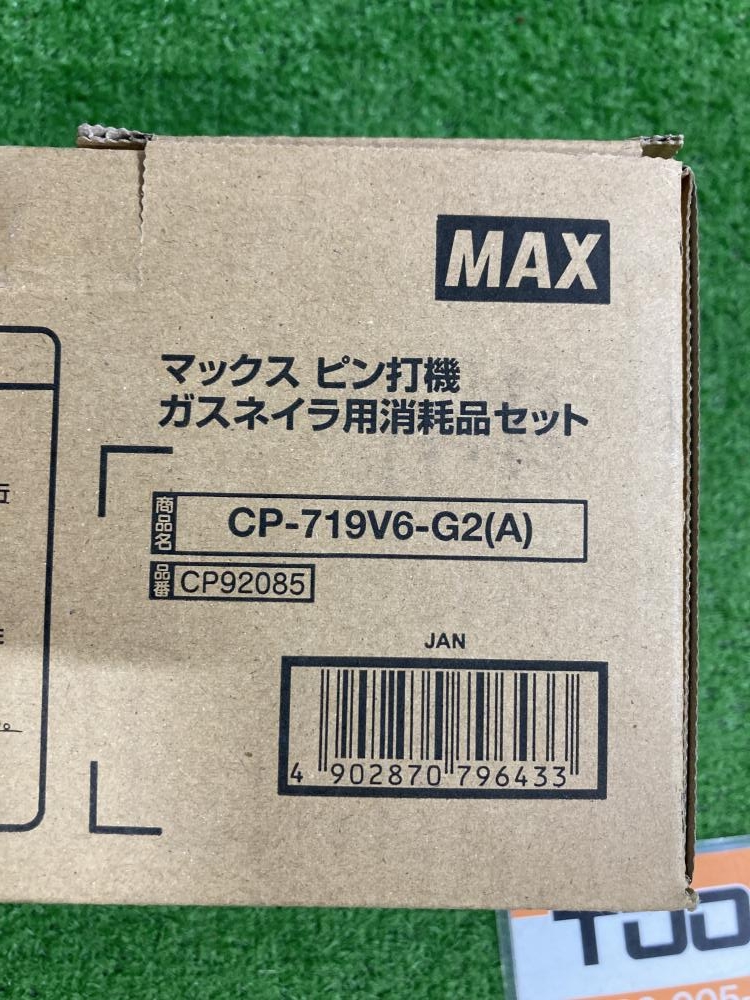 MAX
マックス ピン打機
ガスネイラ用消耗品セット
商品名 CP-719V6-G2(A)
品番 CP92085
JAN
4 902870 796433
。